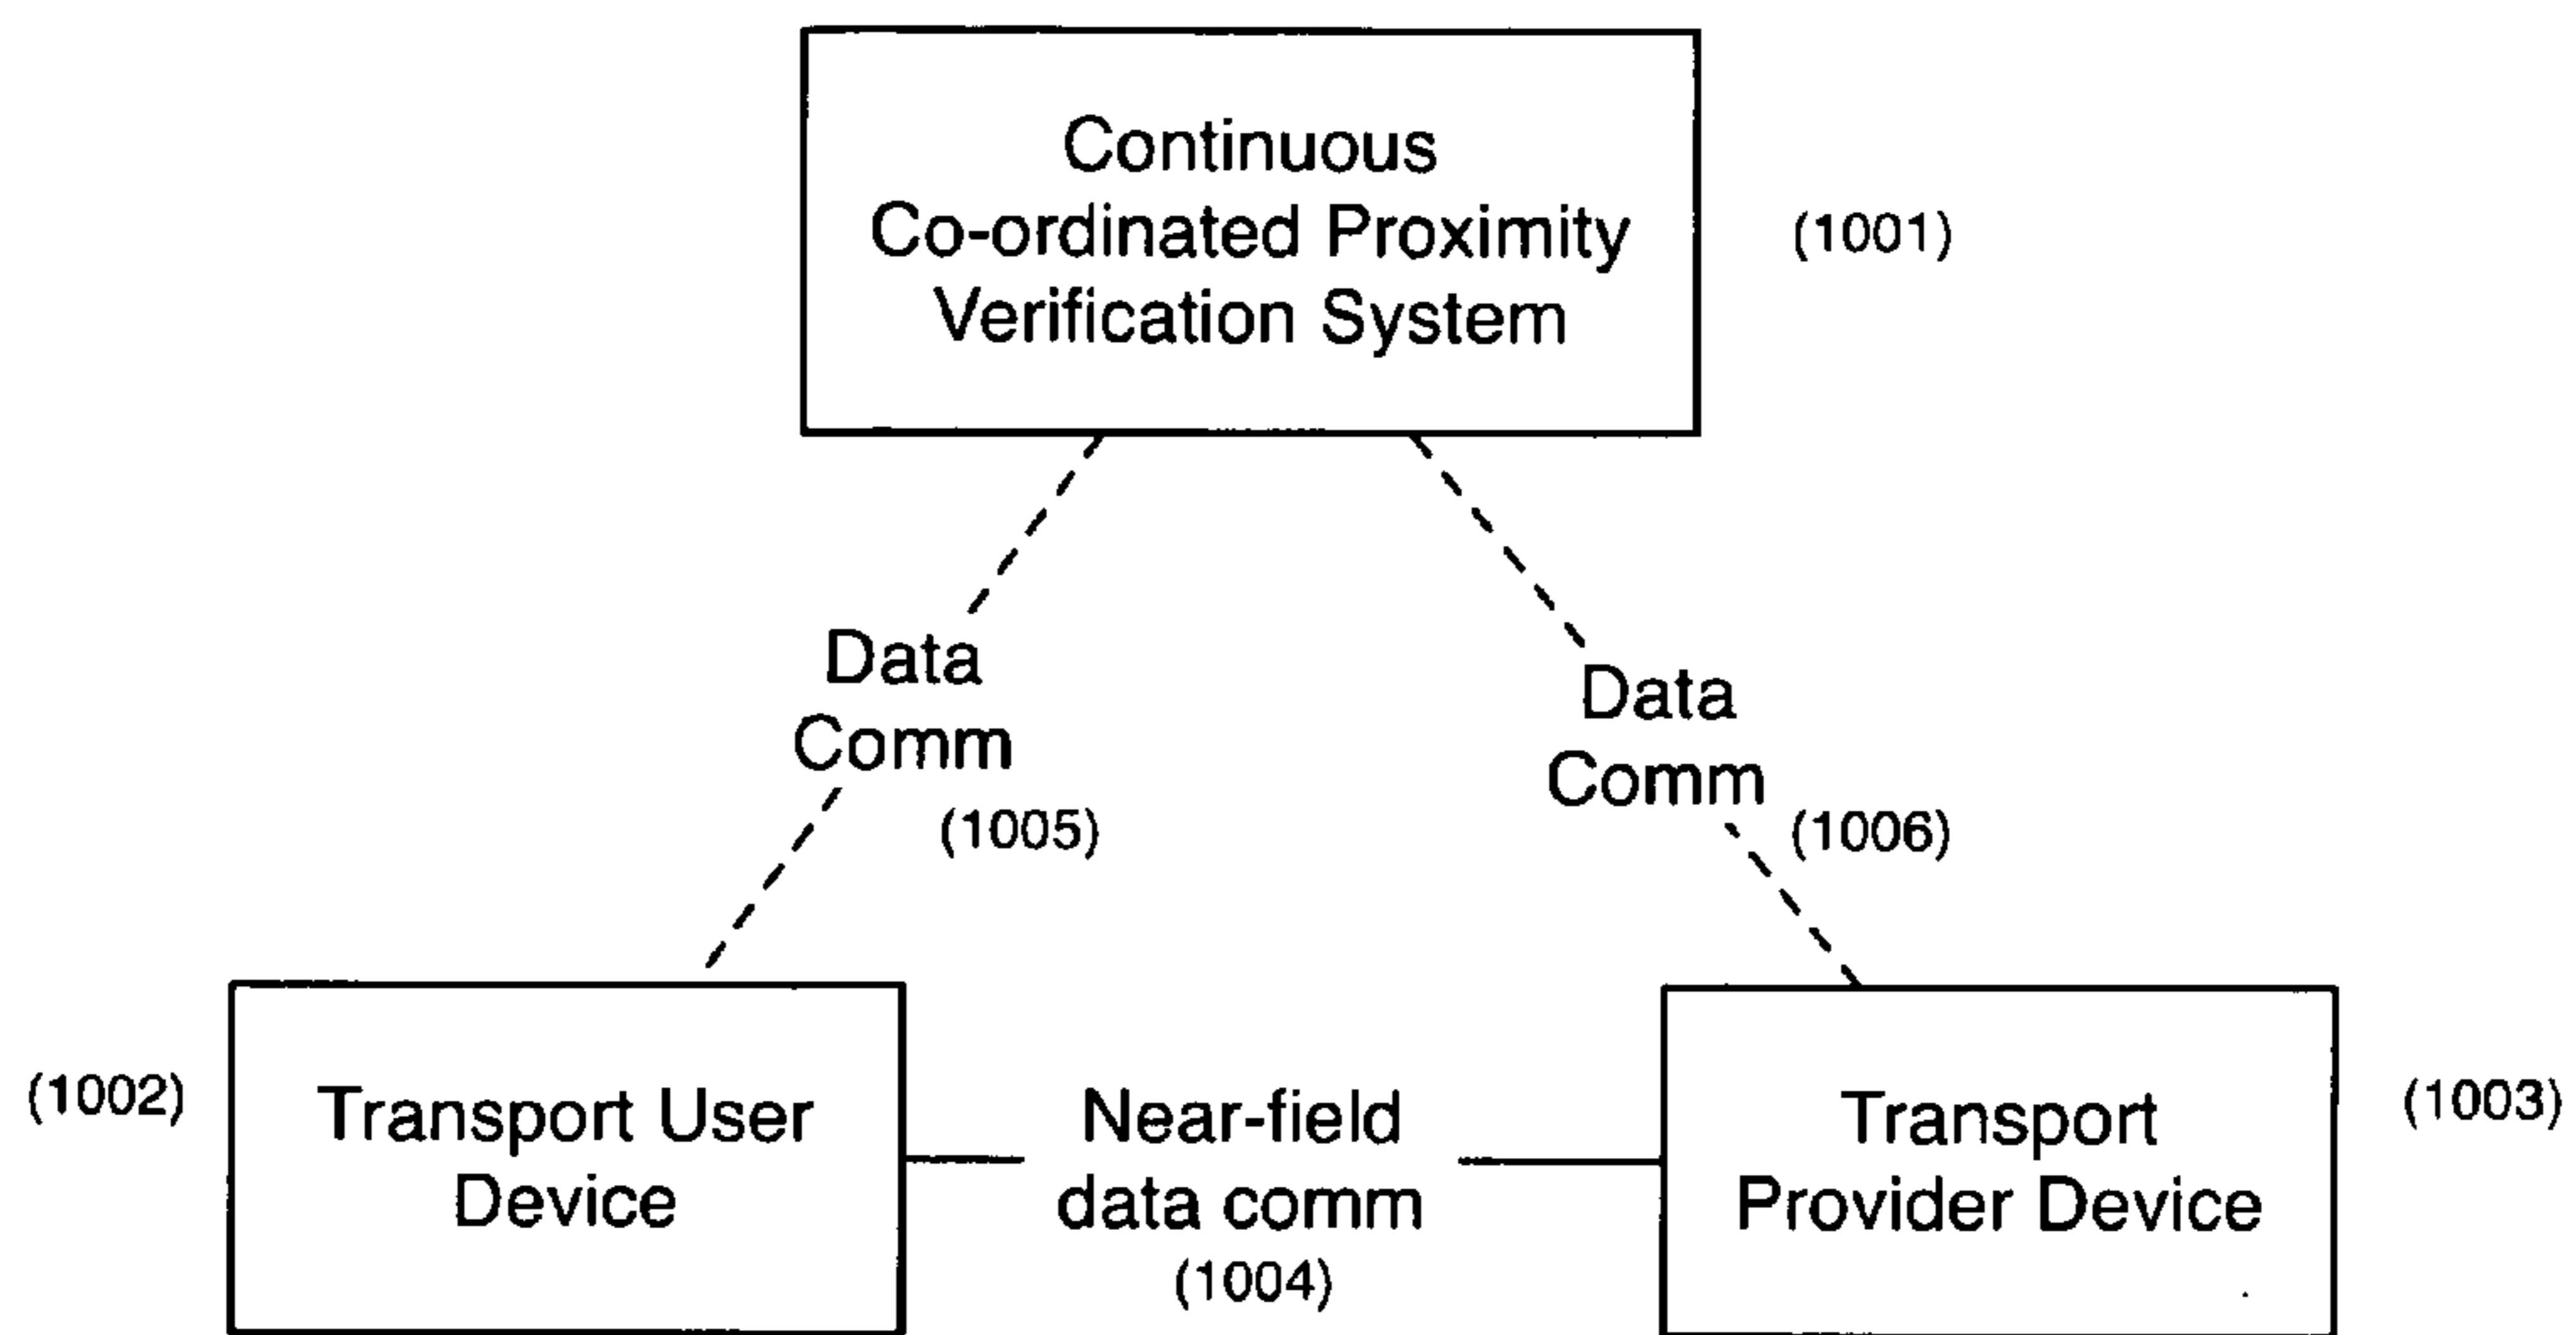 Continuous
Co-ordinated Proximity
Verification System
(1001)
Data
Comm
(1005)
Data
Comm
(1006)
(1002)
Transport User
Device
Near-field
data comm
(1004)
Transport
Provider Device
(1003)